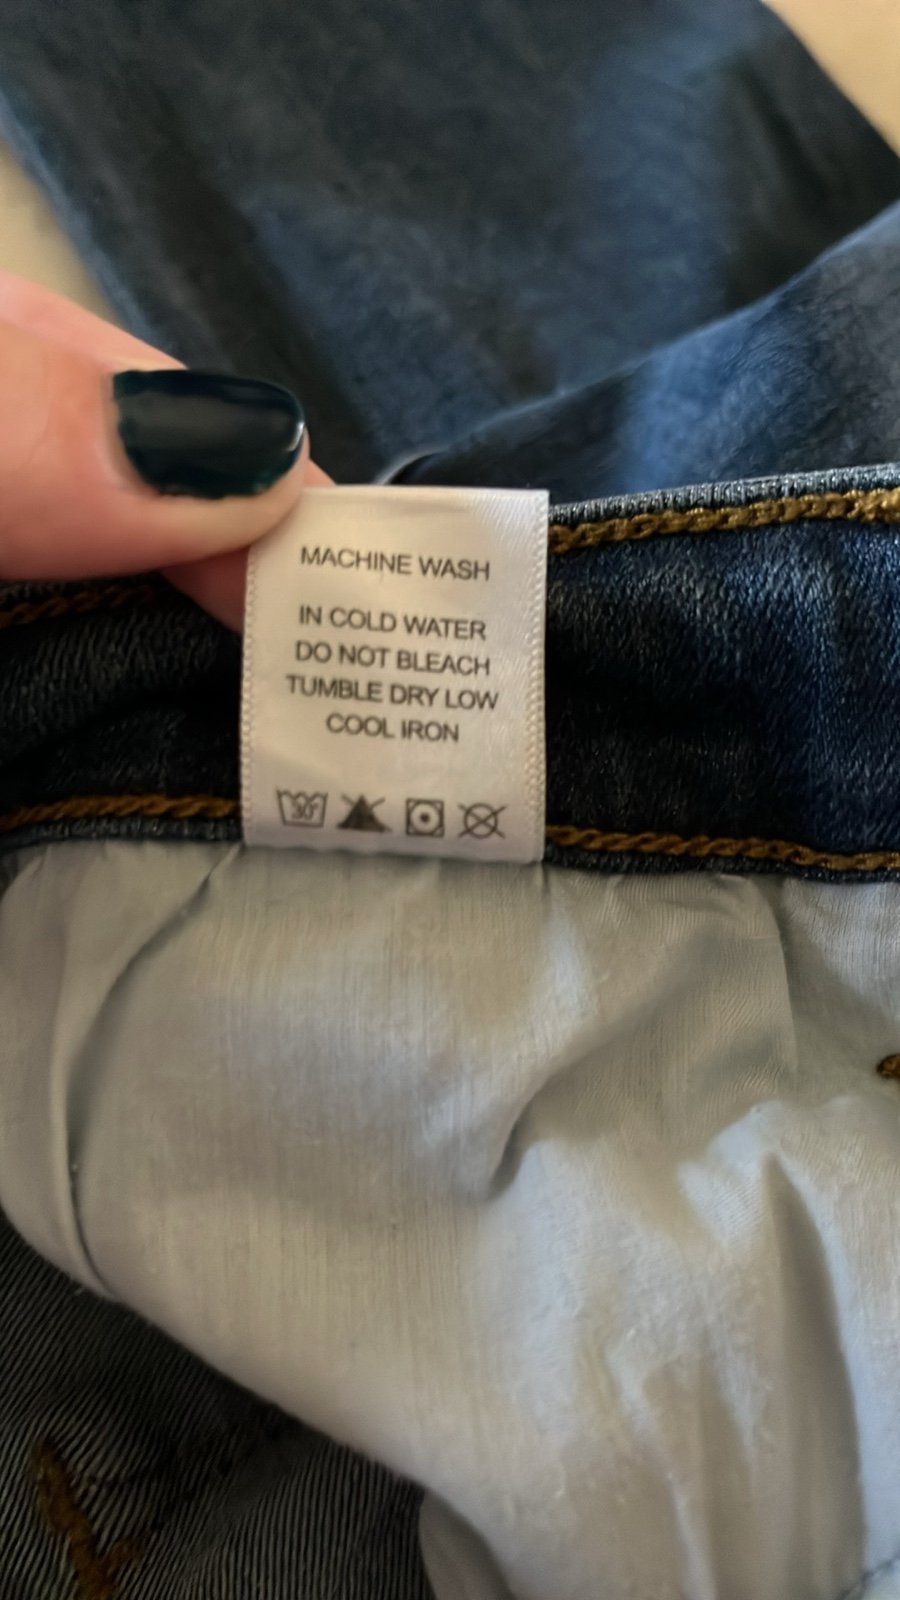 MACHINE WASH
IN COLD WATER
DO NOT BLEACH
TUMBLE DRY LOW
COOL IRON
30°